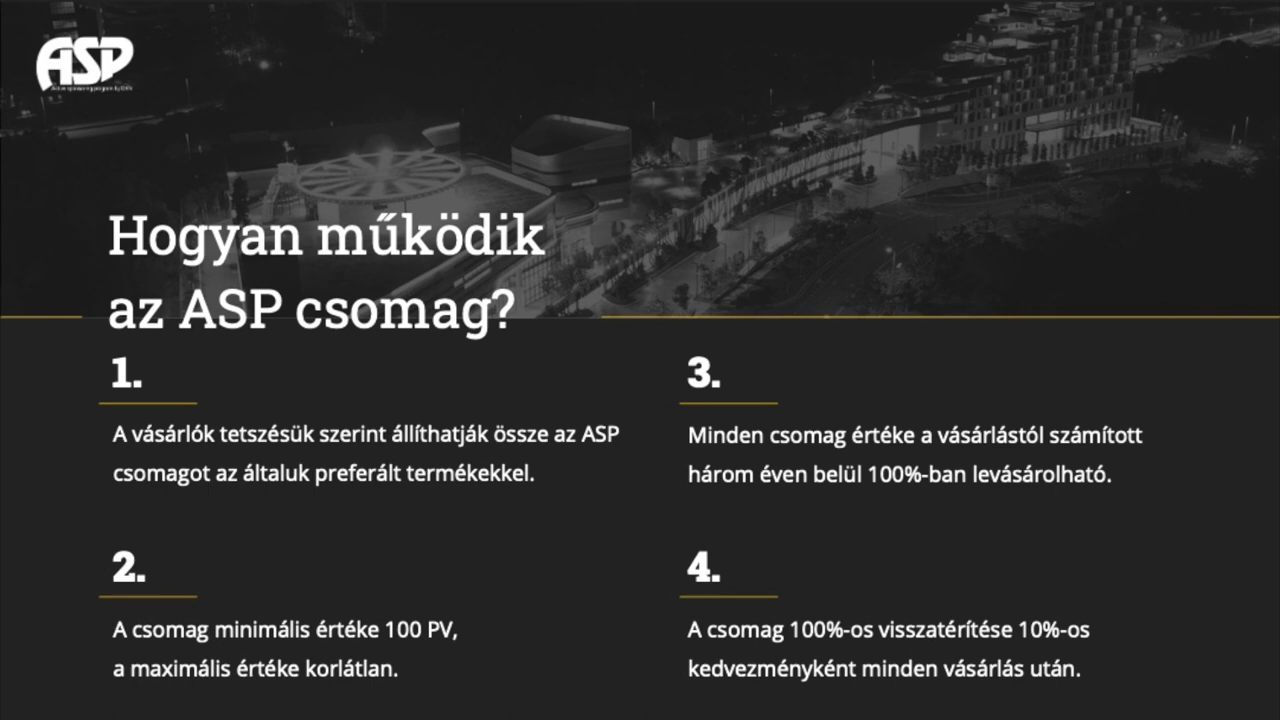 ASP
Hogyan működik
az ASP csomag?
1.
A vásárlók tetszésük szerint állíthatják össze az ASP
csomagot az általuk preferált termékekkel.
2.
A csomag minimális értéke 100 PV,
a maximális értéke korlátlan.
3.
Minden csomag értéke a vásárlástól számított
három éven belül 100%-ban levásárolható.
4.
A csomag 100%-os visszatérítése 10%-os
kedvezményként minden vásárlás után.